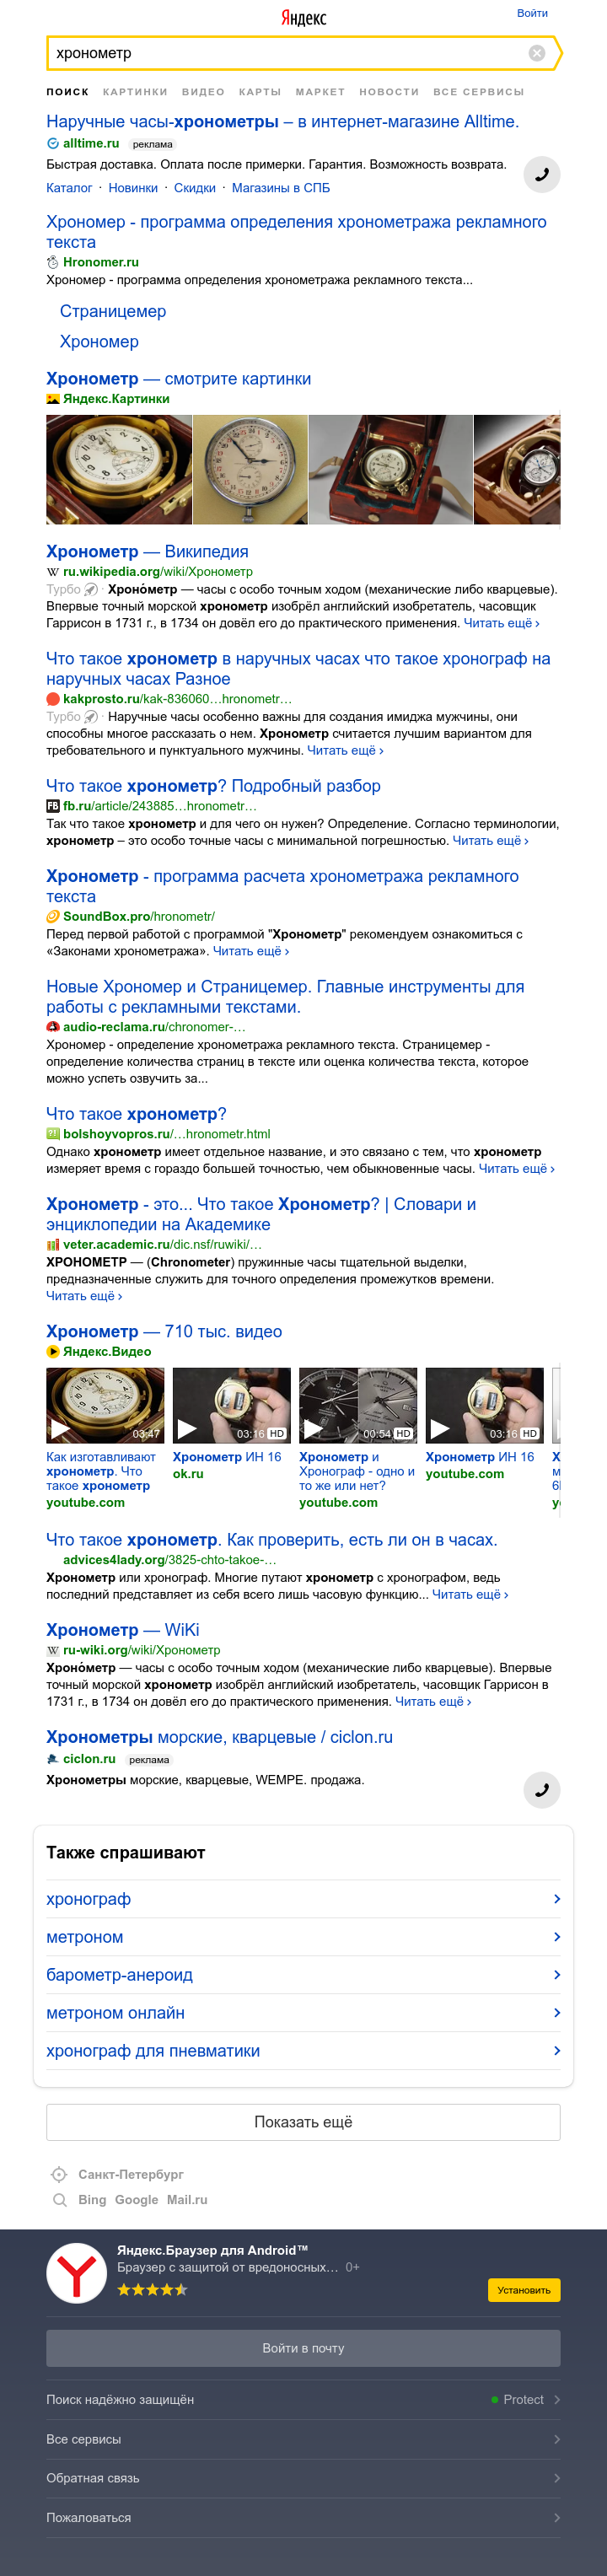 Яндекс
Войти
хронометр
ПОИСК КАРТИНКИ ВИДЕО КАРТЫ МАРКЕТ НОВОСТИ ВСЕ СЕРВИСЫ
Наручные часы-хронометры – в интернет-магазине Alltime.
alltime.ru реклама
Быстрая доставка. Оплата после примерки. Гарантия. Возможность возврата.
Каталог · Новинки · Скидки · Магазины в СПБ
Хрономер - программа определения хронометража рекламного
текста
Hronomer.ru
Хрономер - программа определения хронометража рекламного текста...
Страницемер
Хрономер
Хронометр — смотрите картинки
Яндекс.Картинки
Хронометр — Википедия
W ru.wikipedia.org/wiki/Хронометр
Турбо · Хроно́метр — часы с особо точным ходом (механические либо кварцевые).
Впервые точный морской хронометр изобрёл английский изобретатель, часовщик
Гаррисон в 1731 г., в 1734 он довёл его до практического применения. Читать ещё ›
Что такое хронометр в наручных часах что такое хронограф на
наручных часах Разное
kakprosto.ru/kak-836060…hronometr…
Турбо · Наручные часы особенно важны для создания имиджа мужчины, они
способны многое рассказать о нем. Хронометр считается лучшим вариантом для
требовательного и пунктуального мужчины. Читать ещё ›
Что такое хронометр? Подробный разбор
FB fb.ru/article/243885…hronometr…
Так что такое хронометр и для чего он нужен? Определение. Согласно терминологии,
хронометр – это особо точные часы с минимальной погрешностью. Читать ещё ›
Хронометр - программа расчета хронометража рекламного
текста
SoundBox.pro/hronometr/
Перед первой работой с программой "Хронометр" рекомендуем ознакомиться с
«Законами хронометража». Читать ещё ›
Новые Хрономер и Страницемер. Главные инструменты для
работы с рекламными текстами.
audio-reclama.ru/chronomer-…
Хрономер - определение хронометража рекламного текста. Страницемер -
определение количества страниц в тексте или оценка количества текста, которое
можно успеть озвучить за...
Что такое хронометр?
bolshoyvopros.ru/…hronometr.html
Однако хронометр имеет отдельное название, и это связано с тем, что хронометр
измеряет время с гораздо большей точностью, чем обыкновенные часы. Читать ещё ›
Хронометр - это... Что такое Хронометр? | Словари и
энциклопедии на Академике
veter.academic.ru/dic.nsf/ruwiki/…
ХРОНОМЕТР — (Chronometer) пружинные часы тщательной выделки,
предназначенные служить для точного определения промежутков времени.
Читать ещё ›
Хронометр — 710 тыс. видео
Яндекс.Видео
03:47 03:16 HD 00:54 HD 03:16 HD
Как изготавливают
хронометр. Что
такое хронометр
youtube.com
Хронометр ИН 16
ok.ru
Хронометр и
Хронограф - одно и
то же или нет?
youtube.com
Хронометр ИН 16
youtube.com
Что такое хронометр. Как проверить, есть ли он в часах.
advices4lady.org/3825-chto-takoe-…
Хронометр или хронограф. Многие путают хронометр с хронографом, ведь
последний представляет из себя всего лишь часовую функцию... Читать ещё ›
Хронометр — WiKi
W ru-wiki.org/wiki/Хронометр
Хроно́метр — часы с особо точным ходом (механические либо кварцевые). Впервые
точный морской хронометр изобрёл английский изобретатель, часовщик Гаррисон в
1731 г., в 1734 он довёл его до практического применения. Читать ещё ›
Хронометры морские, кварцевые / ciclon.ru
ciclon.ru реклама
Хронометры морские, кварцевые, WEMPE. продажа.
Также спрашивают
хронограф
метроном
барометр-анероид
метроном онлайн
хронограф для пневматики
Показать ещё
Санкт-Петербург
Bing Google Mail.ru
Яндекс.Браузер для Android™
Браузер с защитой от вредоносных… 0+
Установить
Войти в почту
Поиск надёжно защищён Protect
Все сервисы
Обратная связь
Пожаловаться